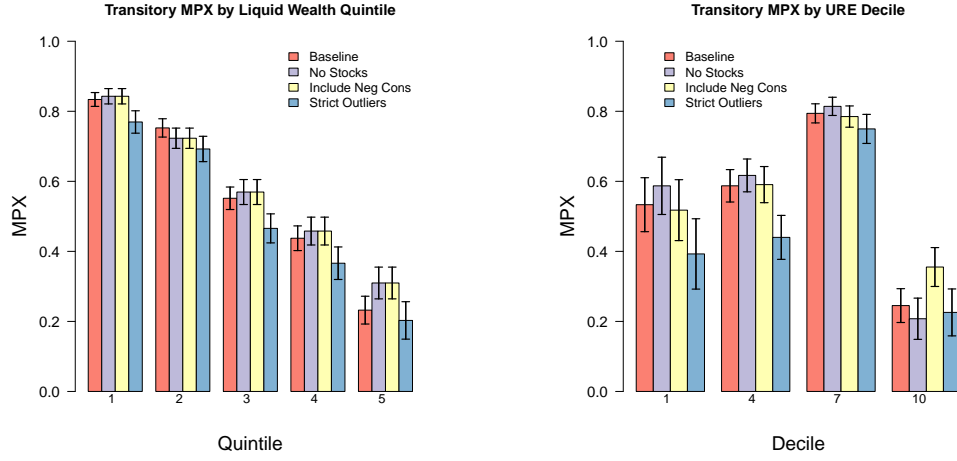 Transitory MPX by Liquid Wealth Quintile
MPX
1.0
0.8
0.6
0.4
0.2
0.0
Baseline
No Stocks
Include Neg Cons
Strict Outliers
1 2 3 4 5
Quintile
Transitory MPX by URE Decile
MPX
1.0
0.8
0.6
0.4
0.2
0.0
Baseline
No Stocks
Include Neg Cons
Strict Outliers
1 4 7 10
Decile